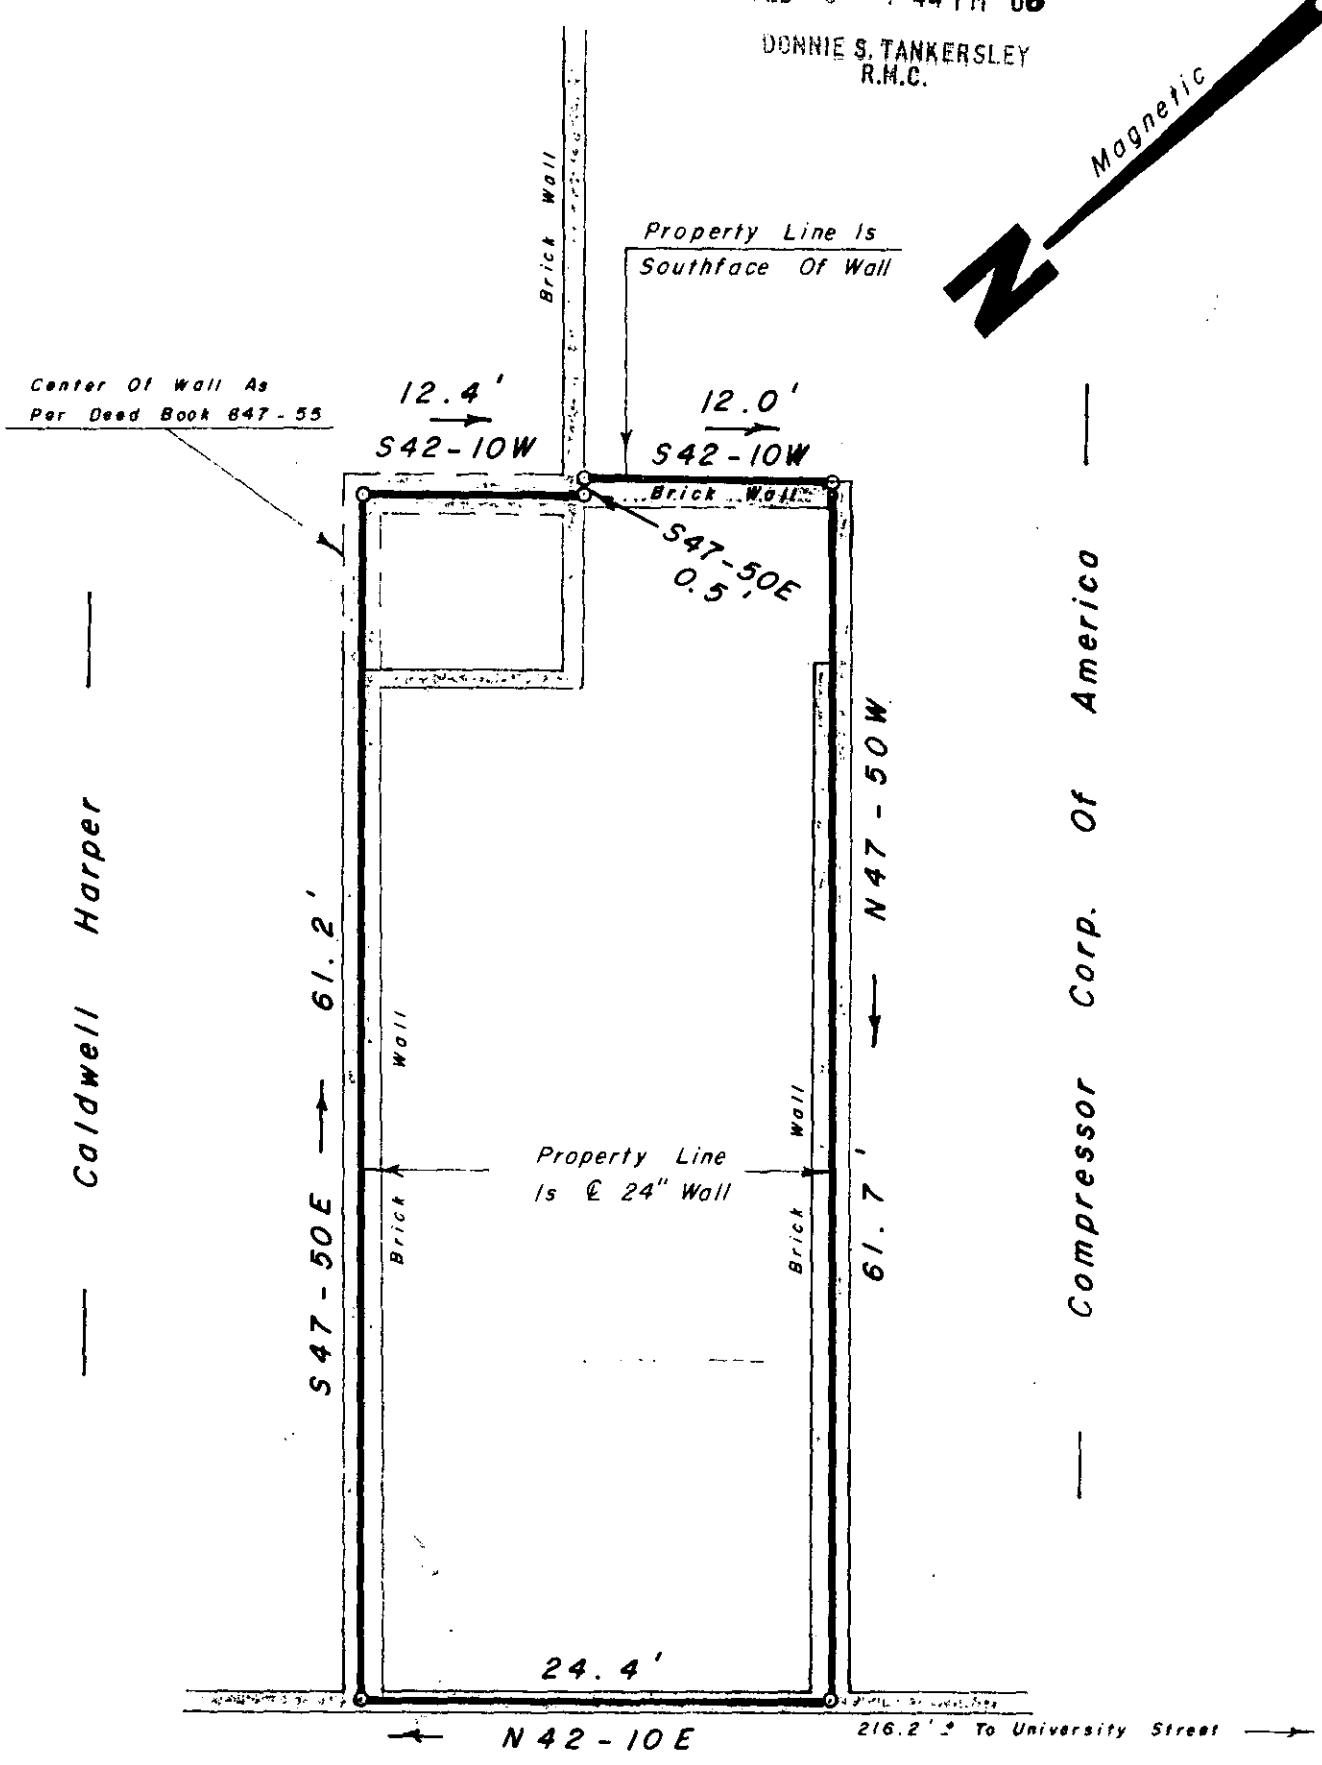 44 PM
DONNIE S. TANKERSLEY
R.M.C.
Magnetic
N
Brick Wall
Property Line Is
Southface Of Wall
Center Of Wall As
Per Deed Book 847-55
12.4'
S42-10W
12.0'
S42-10W
Brick Wall
S47-50E
0.5'
Caldwell Harper
S47-50E 61.2'
Brick Wall
Property Line
Is ℄ 24" Wall
Brick Wall
N47-50W
61.7'
Compressor Corp. Of America
24.4'
N42-10E
216.2'± To University Street